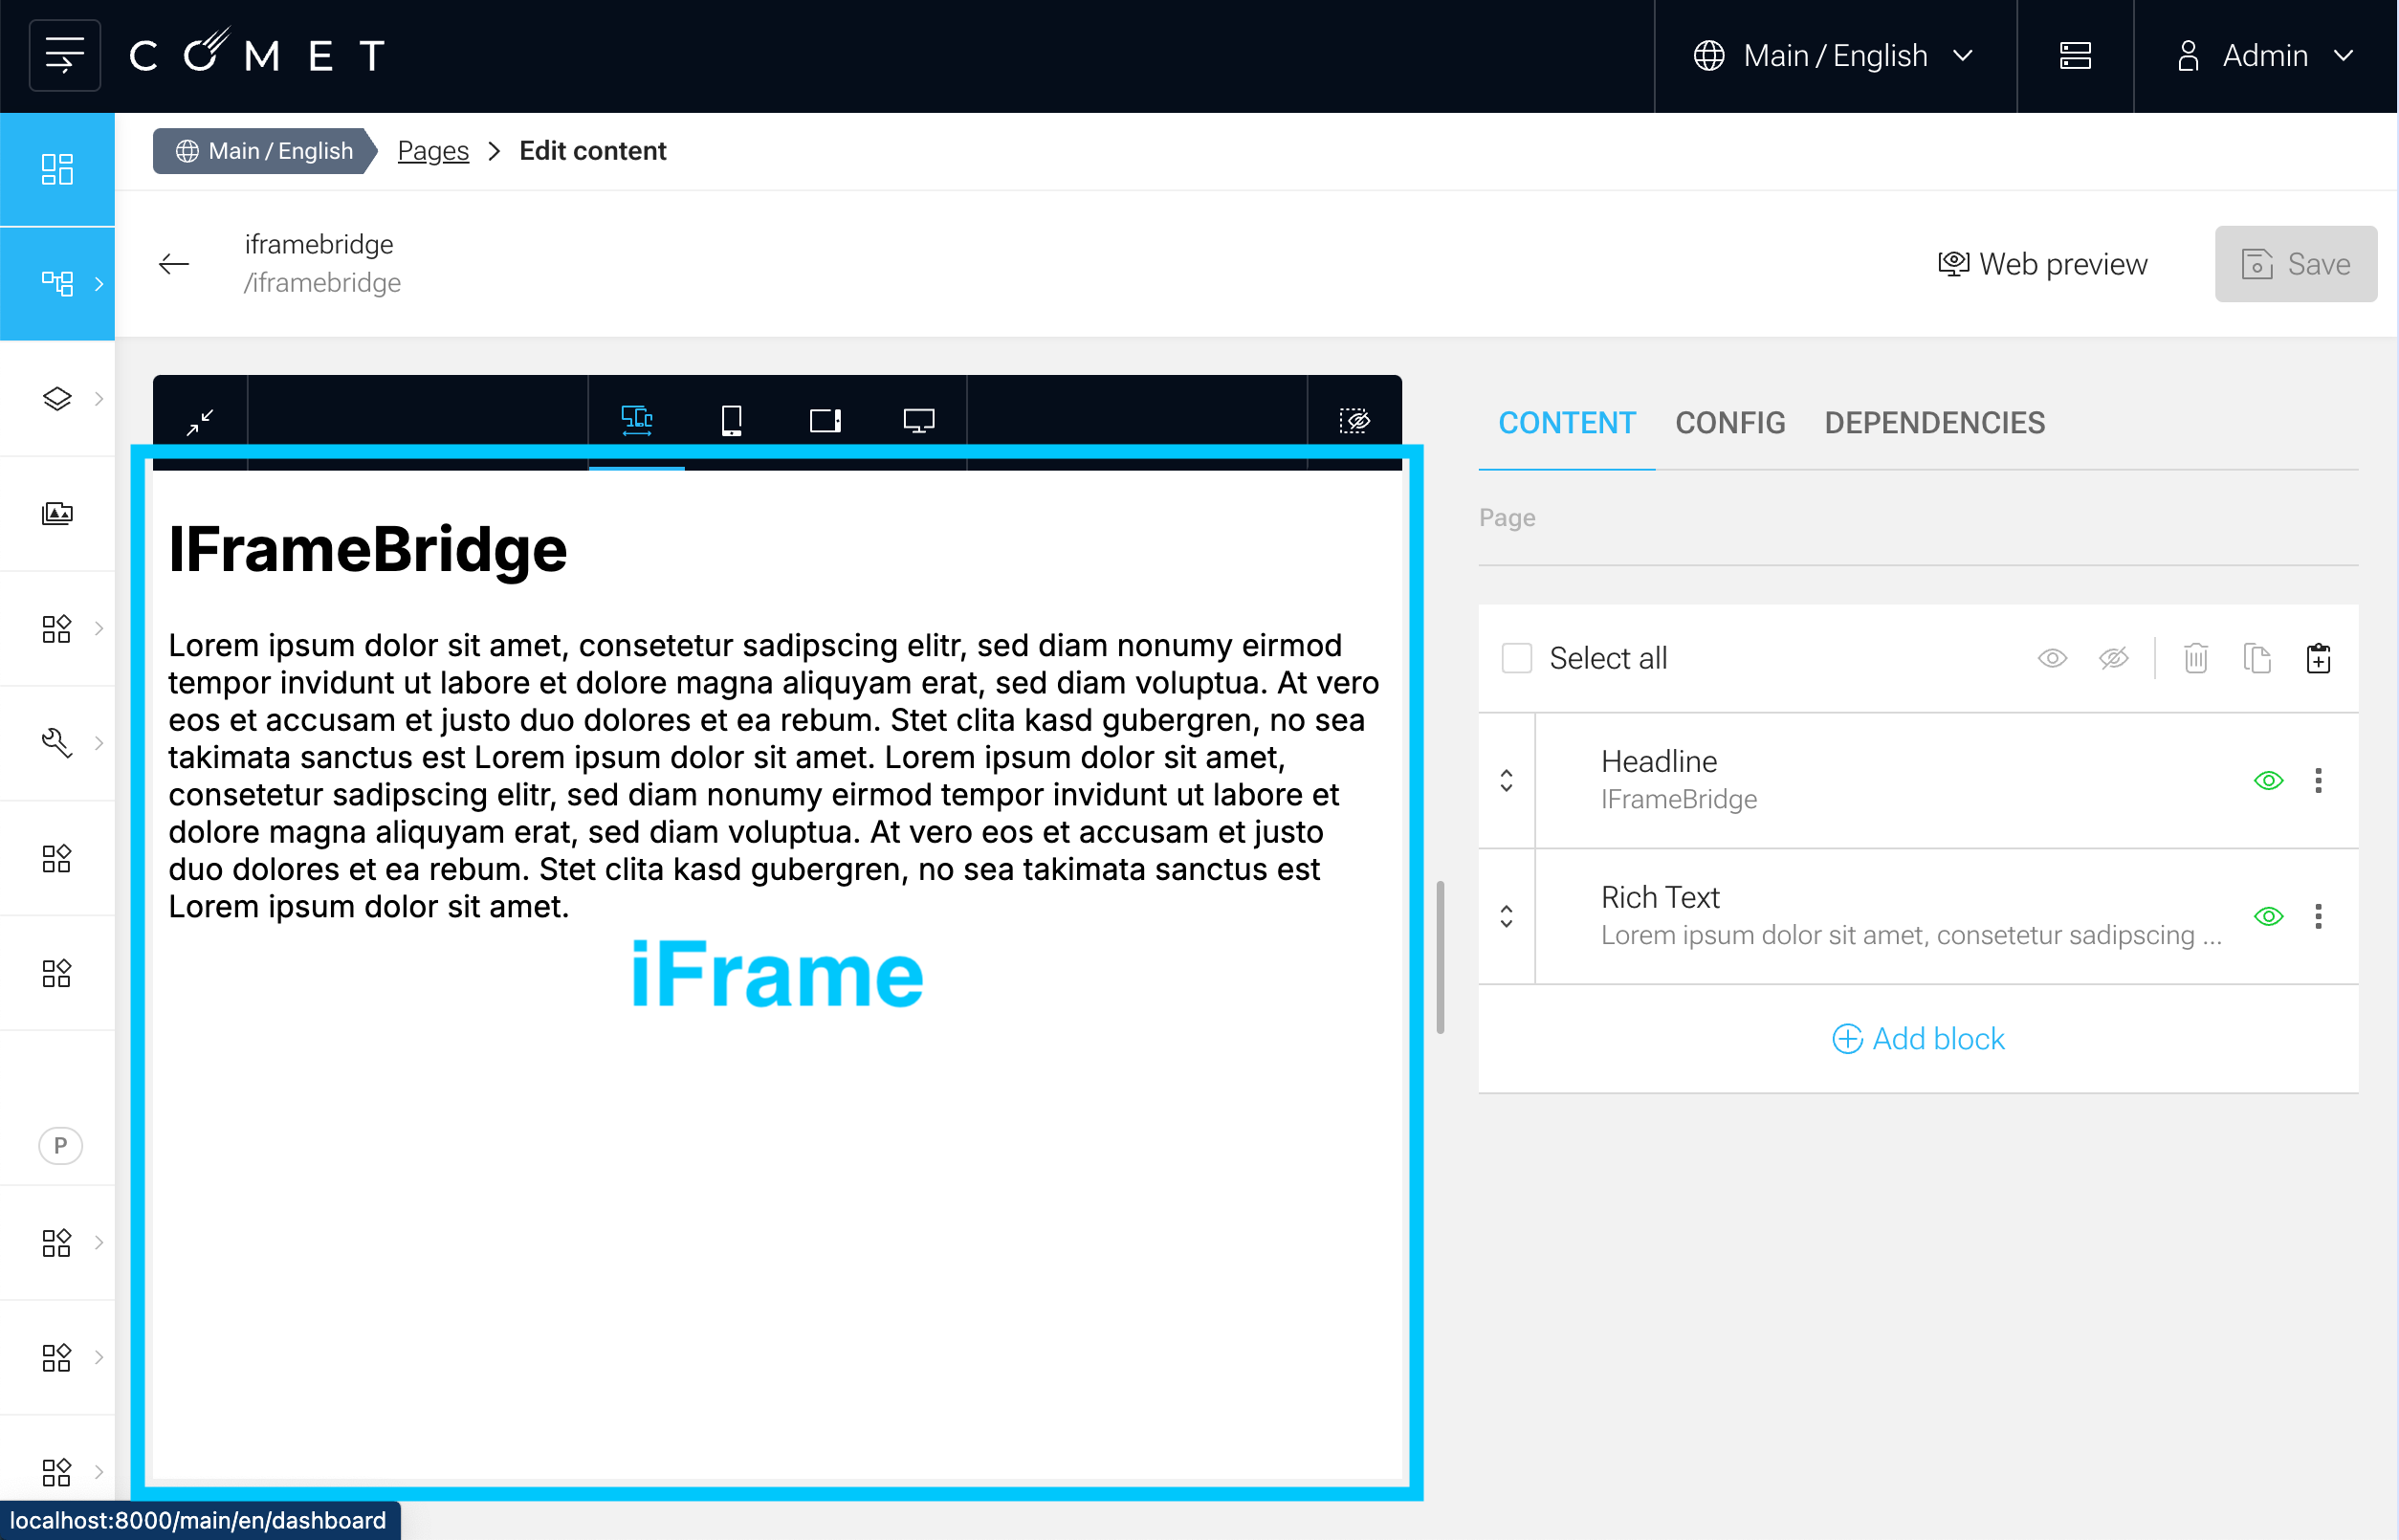 COMET
Main / English
Admin
Main / English
Pages
Edit content
iframebridge
/iframebridge
Web preview
Save
CONTENT
CONFIG
DEPENDENCIES
Page
IFrameBridge
Lorem ipsum dolor sit amet, consetetur sadipscing elitr, sed diam nonumy eirmod
tempor invidunt ut labore et dolore magna aliquyam erat, sed diam voluptua. At vero
eos et accusam et justo duo dolores et ea rebum. Stet clita kasd gubergren, no sea
takimata sanctus est Lorem ipsum dolor sit amet. Lorem ipsum dolor sit amet,
consetetur sadipscing elitr, sed diam nonumy eirmod tempor invidunt ut labore et
dolore magna aliquyam erat, sed diam voluptua. At vero eos et accusam et justo
duo dolores et ea rebum. Stet clita kasd gubergren, no sea takimata sanctus est
Lorem ipsum dolor sit amet.
iFrame
Select all
Headline
IFrameBridge
Rich Text
Lorem ipsum dolor sit amet, consetetur sadipscing ...
Add block
P
localhost:8000/main/en/dashboard